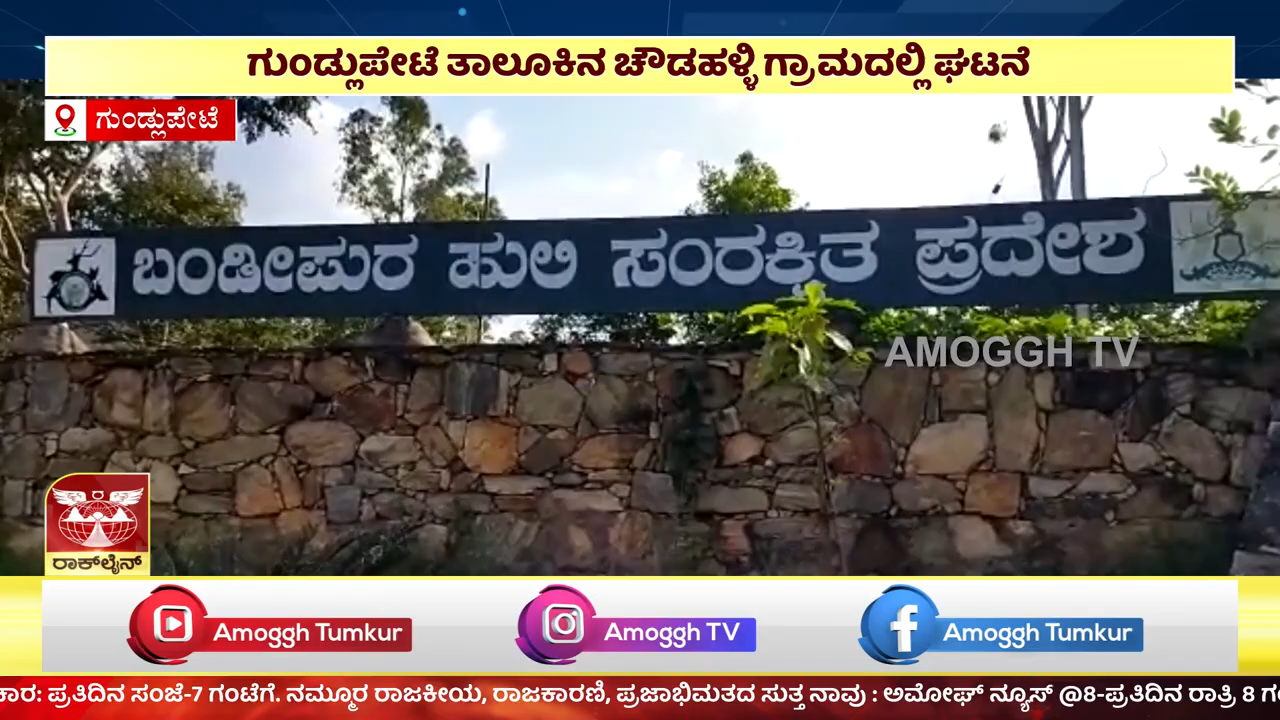 ಗುಂಡ್ಲುಪೇಟೆ ತಾಲೂಕಿನ ಚೌಡಹಳ್ಳಿ ಗ್ರಾಮದಲ್ಲಿ ಘಟನೆ
ಗುಂಡ್ಲುಪೇಟೆ
ಬಂಡೀಪುರ ಹುಲಿ ಸಂರಕ್ಷಿತ ಪ್ರದೇಶ
AMOGGH TV
ರಾಕ್‌ಲೈನ್
Amoggh Tumkur
Amoggh TV
Amoggh Tumkur
ಕಾರ: ಪ್ರತಿದಿನ ಸಂಜೆ-7 ಗಂಟೆಗೆ. ನಮ್ಮೂರ ರಾಜಕೀಯ, ರಾಜಕಾರಣಿ, ಪ್ರಜಾಭಿಮತದ ಸುತ್ತ ನಾವು : ಅಮೋಘ್ ನ್ಯೂಸ್ @8-ಪ್ರತಿದಿನ ರಾತ್ರಿ 8